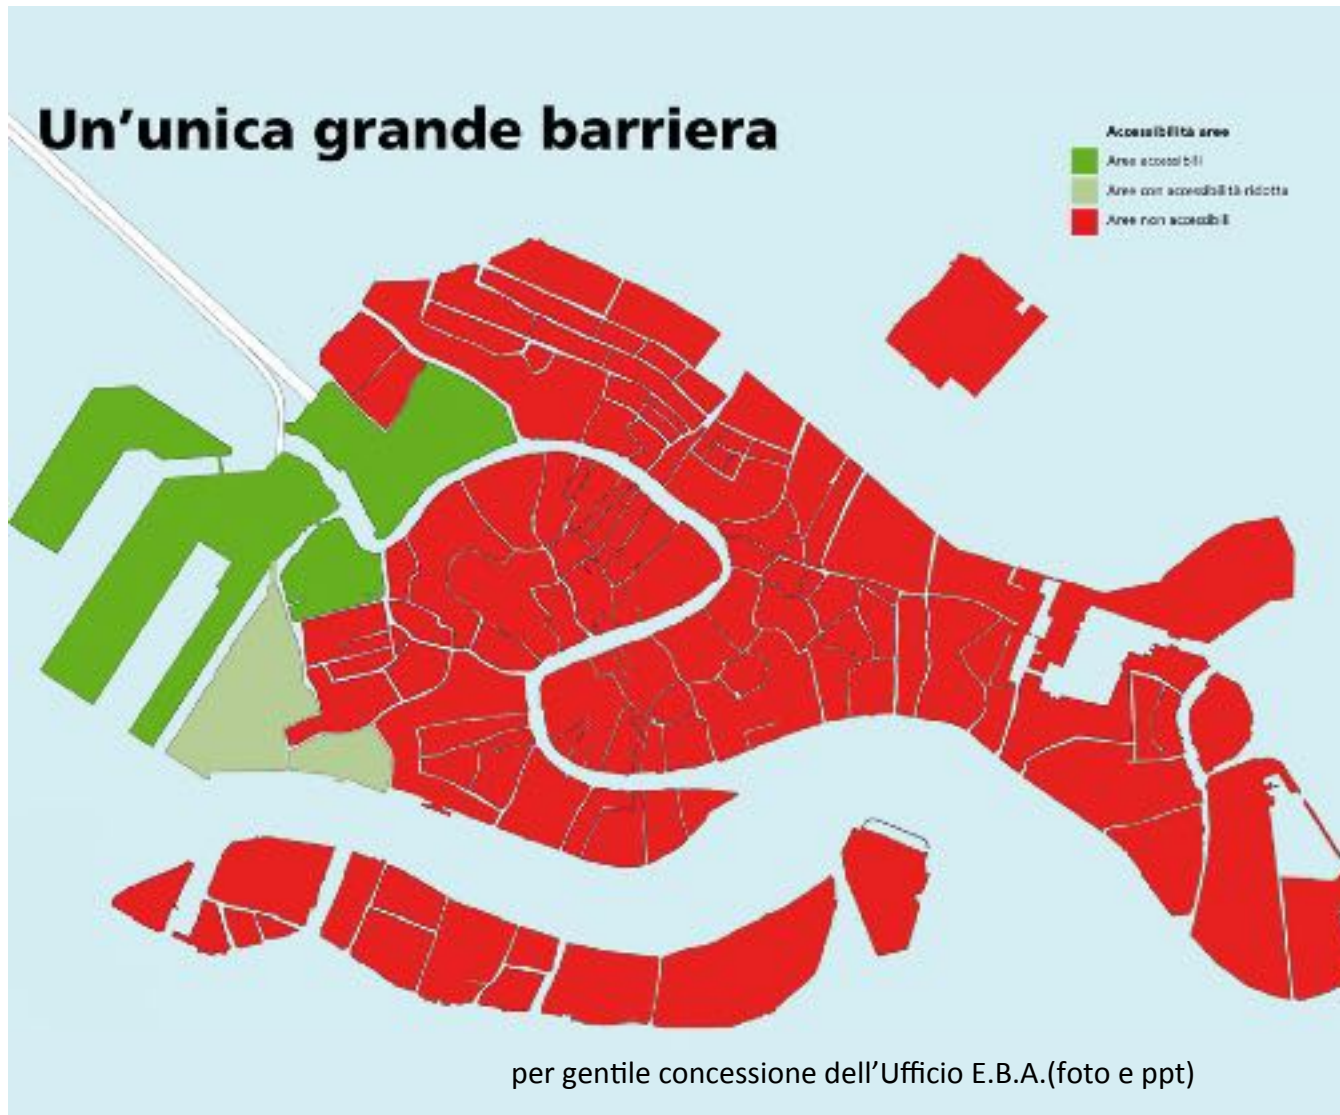 Un'unica grande barriera
Accessibilità aree
Aree accessibili
Aree con accessibilità ridotta
Aree non accessibili
per gentile concessione dell'Ufficio E.B.A.(foto e ppt)